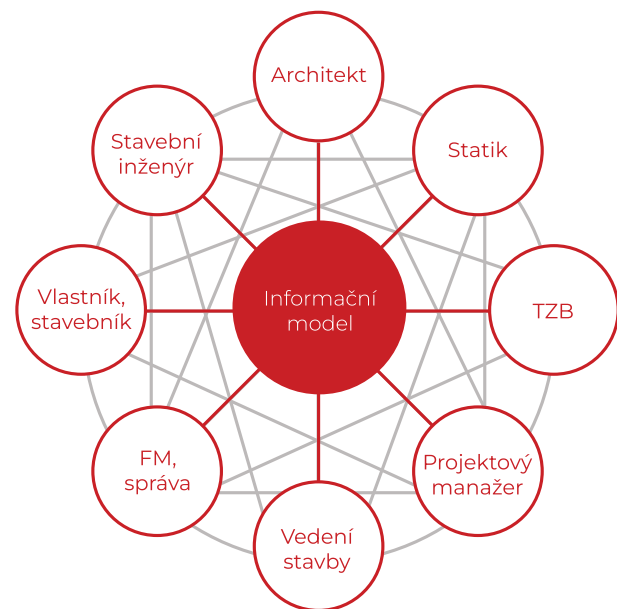 Architekt
Stavební
inženýr
Statik
Vlastník,
stavebník
Informační
model
TZB
FM,
správa
Projektový
manažer
Vedení
stavby